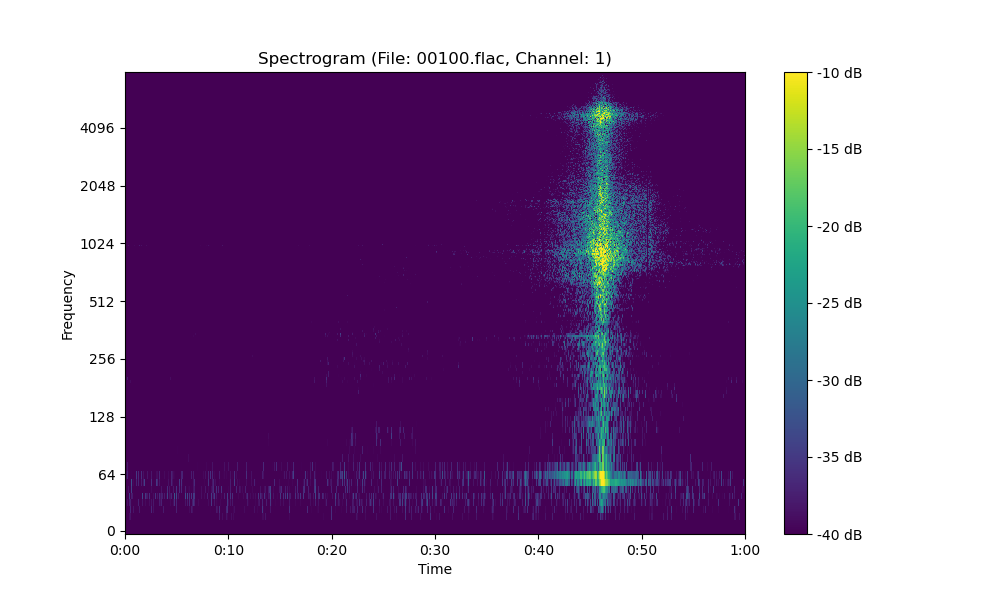 Spectrogram (File: 00100.flac, Channel: 1)
Frequency
4096
2048
1024
512
256
128
64
0
0:00 0:10 0:20 0:30 0:40 0:50 1:00
Time
-10 dB
-15 dB
-20 dB
-25 dB
-30 dB
-35 dB
-40 dB